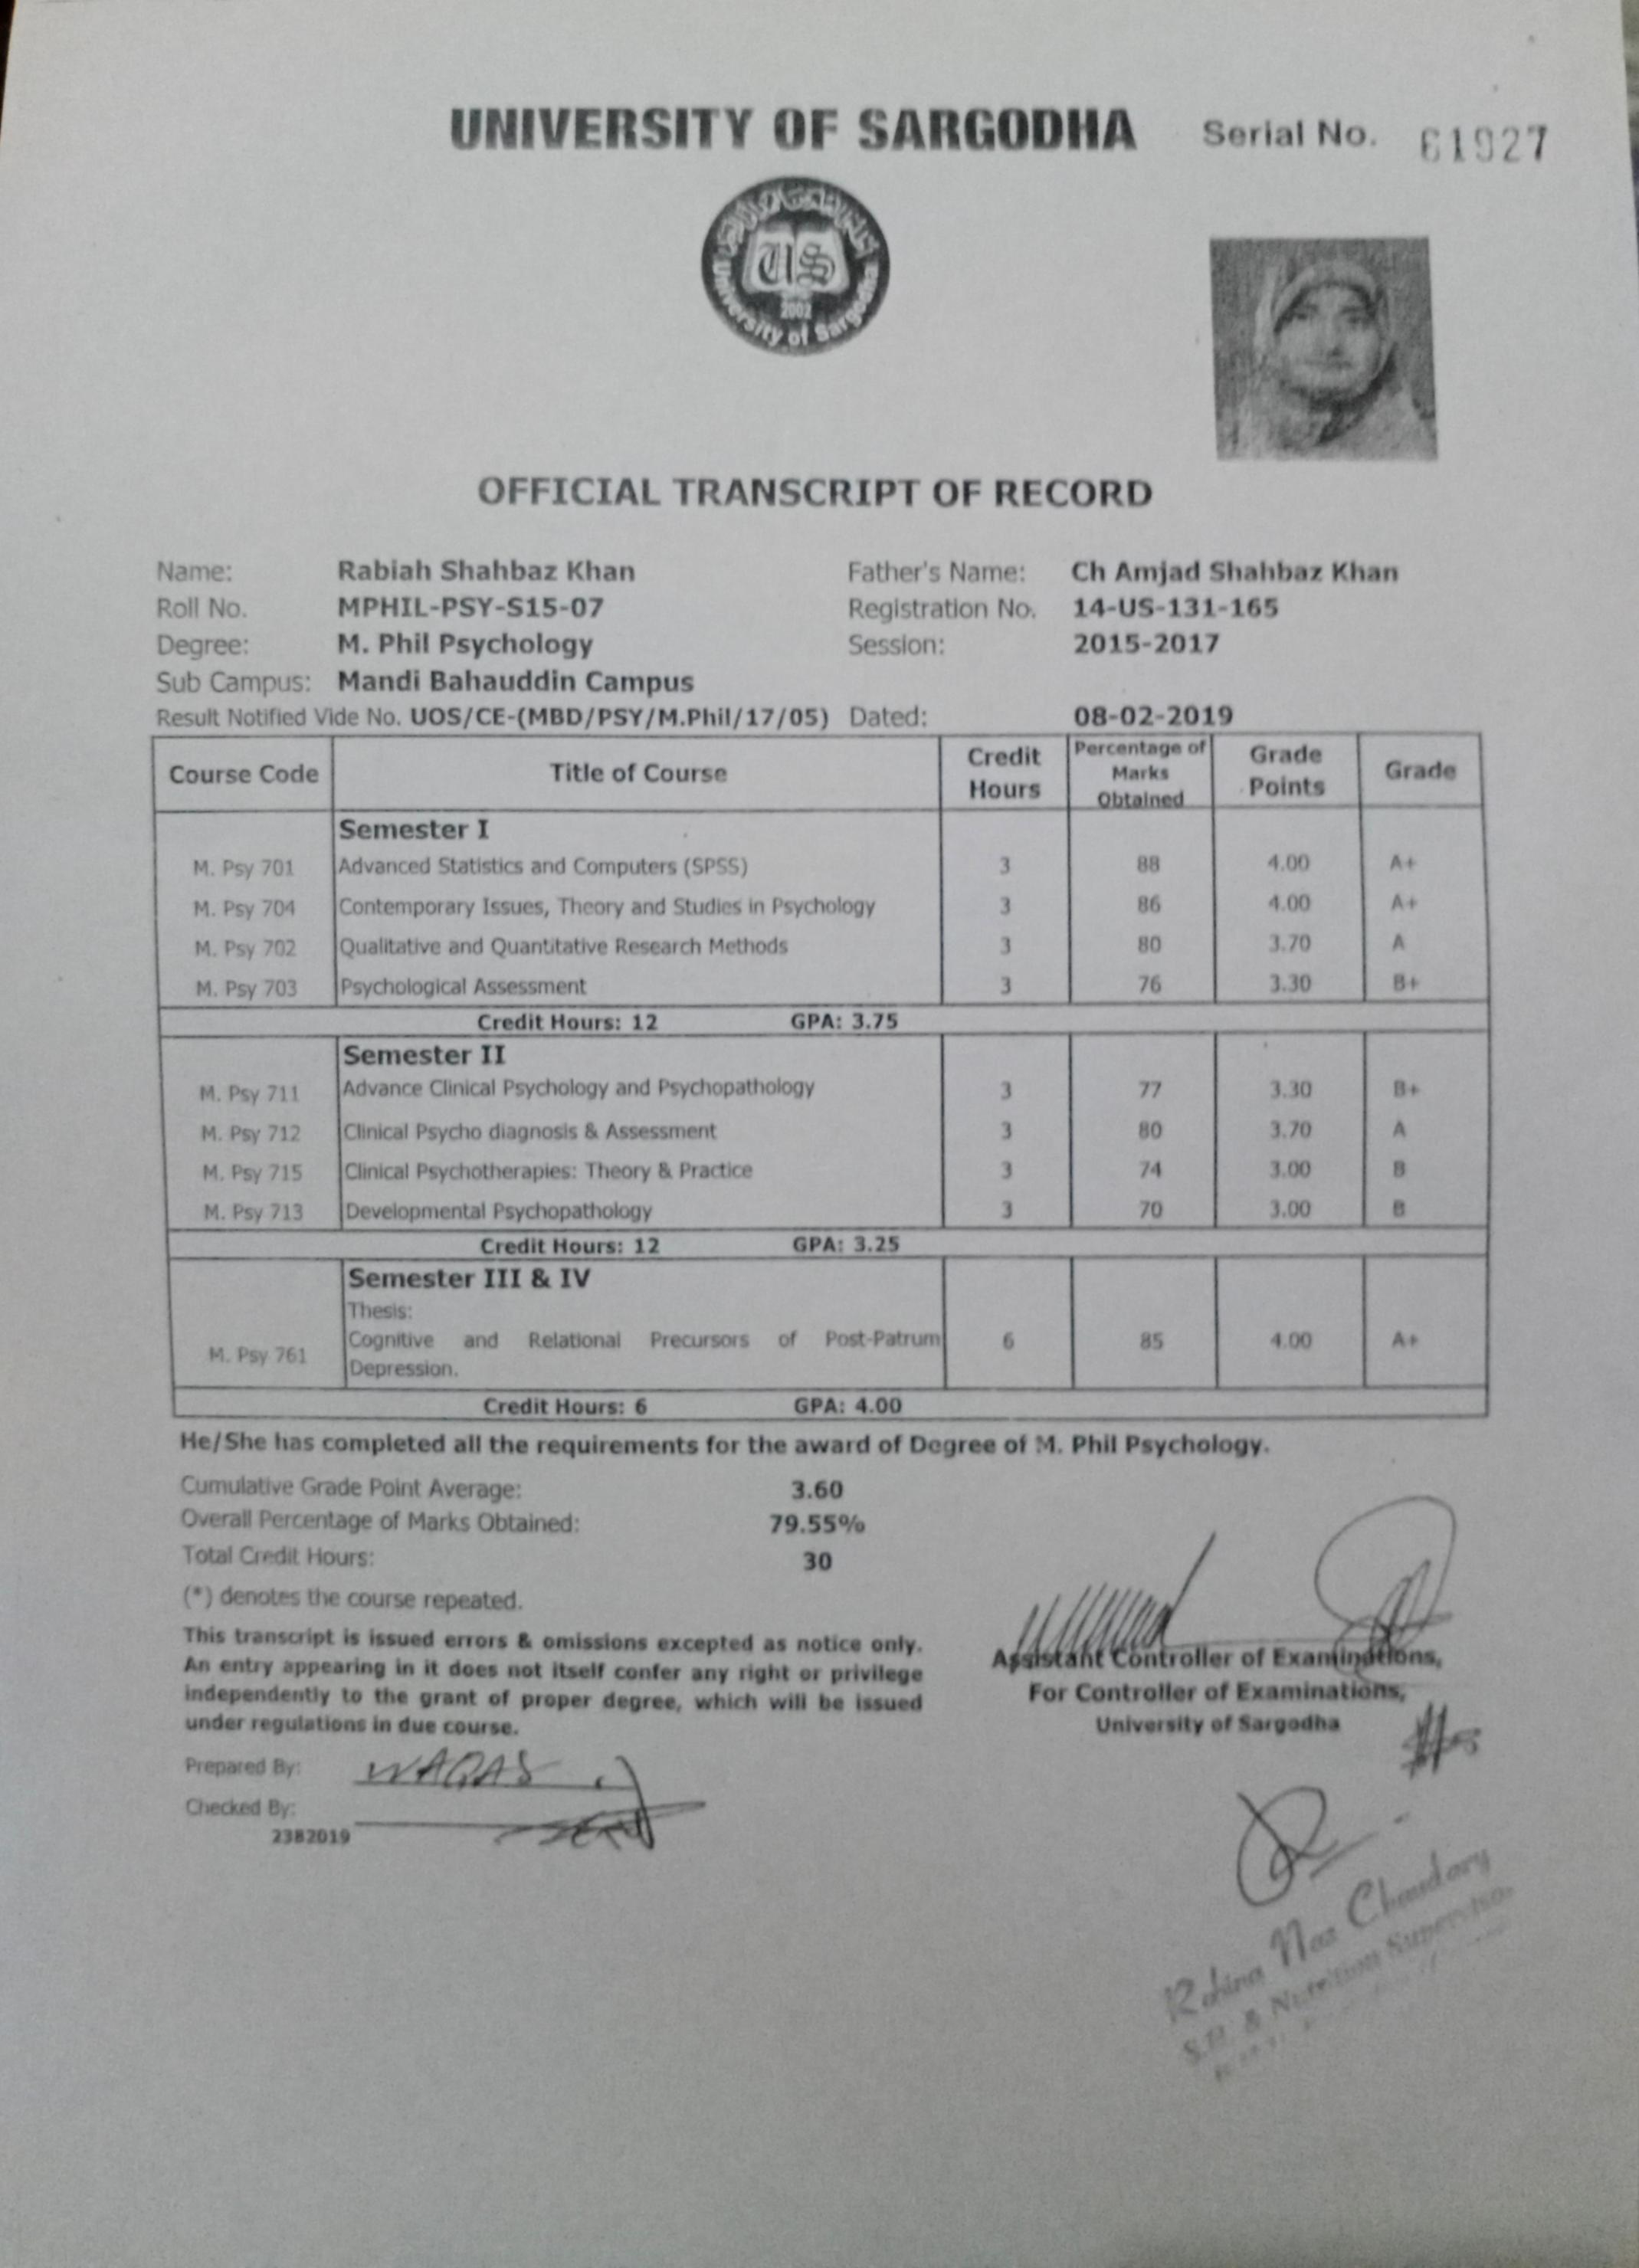 UNIVERSITY OF SARGODHA Serial No. 61927
US
2002
University of Sargodha
OFFICIAL TRANSCRIPT OF RECORD
Name: Rabiah Shahbaz Khan Father's Name: Ch Amjad Shahbaz Khan
Roll No. MPHIL-PSY-S15-07 Registration No. 14-US-131-165
Degree: M. Phil Psychology Session: 2015-2017
Sub Campus: Mandi Bahauddin Campus
Result Notified Vide No. UOS/CE-(MBD/PSY/M.Phil/17/05) Dated: 08-02-2019
Course Code Title of Course Credit Hours Percentage of Marks Obtained Grade Points Grade
Semester I
M. Psy 701 Advanced Statistics and Computers (SPSS) 3 88 4.00 A+
M. Psy 704 Contemporary Issues, Theory and Studies in Psychology 3 86 4.00 A+
M. Psy 702 Qualitative and Quantitative Research Methods 3 80 3.70 A
M. Psy 703 Psychological Assessment 3 76 3.30 B+
Credit Hours: 12 GPA: 3.75
Semester II
M. Psy 711 Advance Clinical Psychology and Psychopathology 3 77 3.30 B+
M. Psy 712 Clinical Psycho diagnosis & Assessment 3 80 3.70 A
M. Psy 715 Clinical Psychotherapies: Theory & Practice 3 74 3.00 B
M. Psy 713 Developmental Psychopathology 3 70 3.00 B
Credit Hours: 12 GPA: 3.25
Semester III & IV
Thesis:
M. Psy 761 Cognitive and Relational Precursors of Post-Patrum 6 85 4.00 A+
Depression.
Credit Hours: 6 GPA: 4.00
He/She has completed all the requirements for the award of Degree of M. Phil Psychology.
Cumulative Grade Point Average: 3.60
Overall Percentage of Marks Obtained: 79.55%
Total Credit Hours: 30
(*) denotes the course repeated.
This transcript is issued errors & omissions excepted as notice only.
An entry appearing in it does not itself confer any right or privilege
independently to the grant of proper degree, which will be issued
under regulations in due course.
Assistant Controller of Examinations,
For Controller of Examinations,
University of Sargodha
Prepared By: WAQAS
Checked By:
2382019
Naz Chaudary
& Nutrition Supervisor